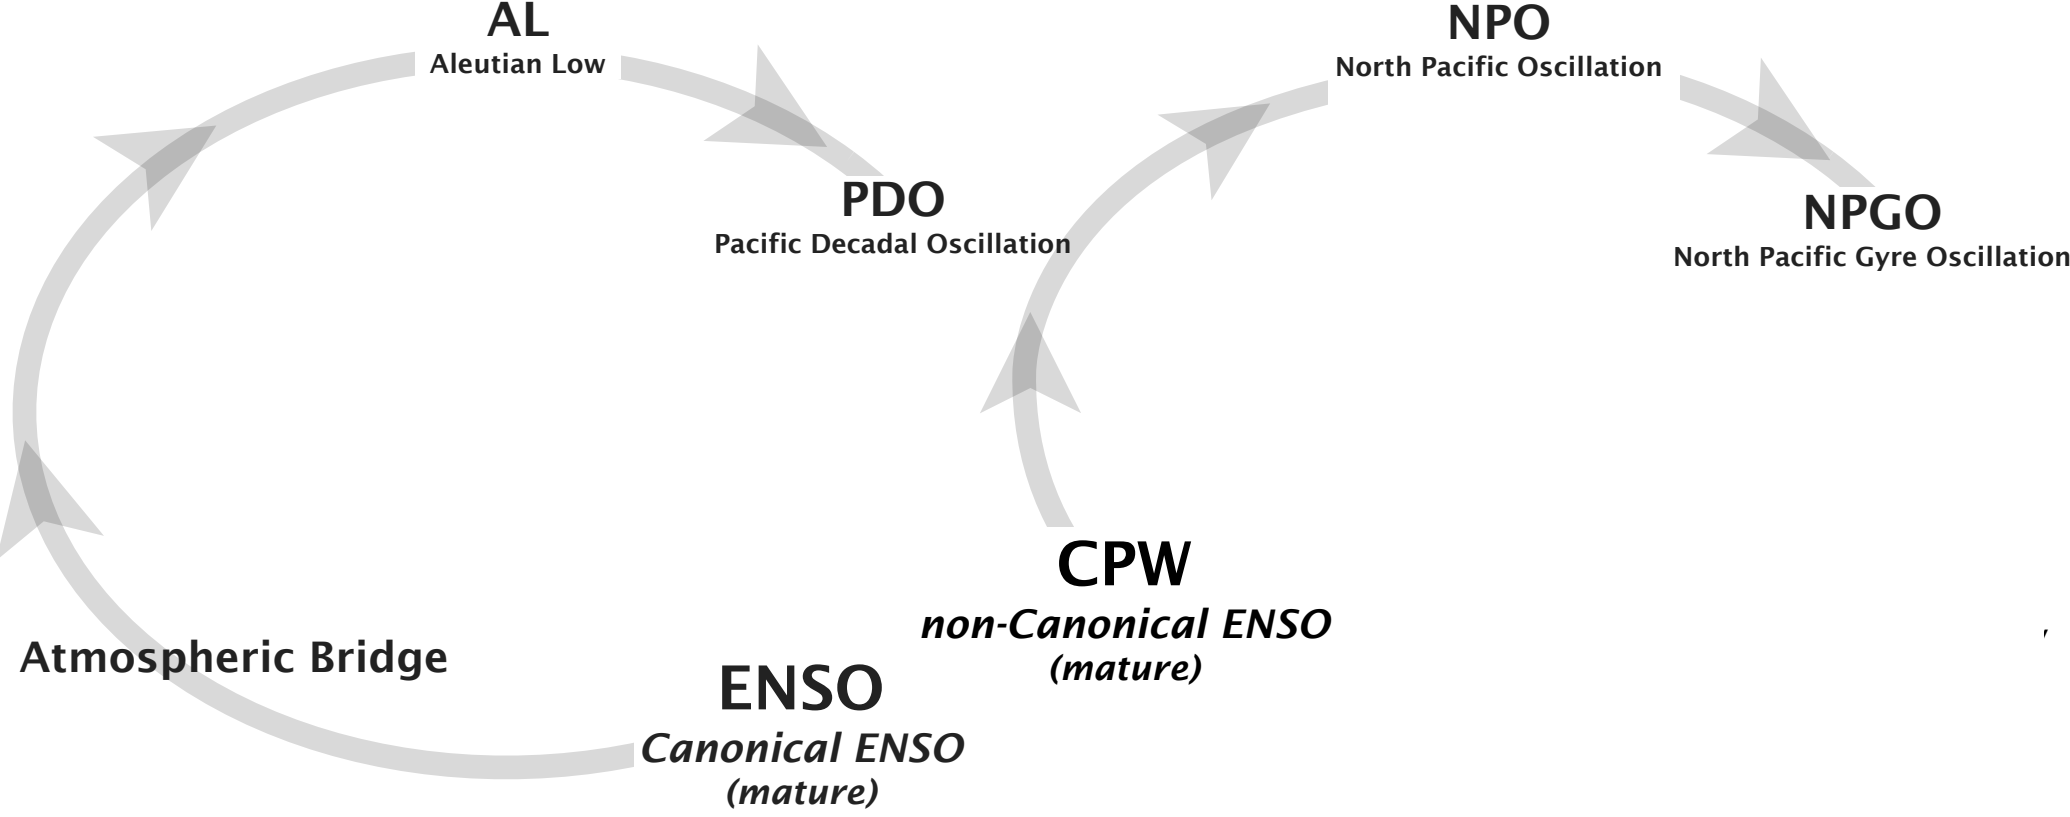 AL
Aleutian Low
NPO
North Pacific Oscillation
PDO
Pacific Decadal Oscillation
NPGO
North Pacific Gyre Oscillation
CPW
non-Canonical ENSO
(mature)
Atmospheric Bridge
ENSO
Canonical ENSO
(mature)